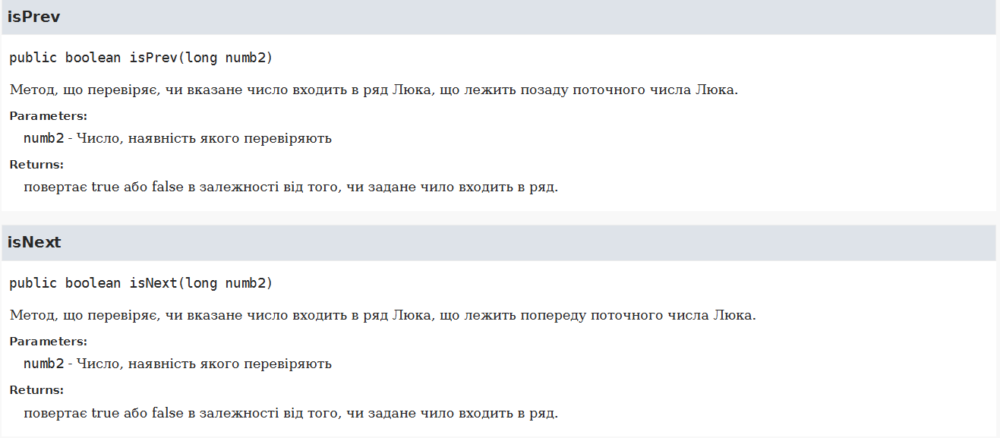 isPrev
public boolean isPrev(long numb2)
Метод, що перевіряє, чи вказане число входить в ряд Люка, що лежить позаду поточного числа Люка.
Parameters:
numb2 - Число, наявність якого перевіряють
Returns:
повертає true або false в залежності від того, чи задане чило входить в ряд.
isNext
public boolean isNext(long numb2)
Метод, що перевіряє, чи вказане число входить в ряд Люка, що лежить попереду поточного числа Люка.
Parameters:
numb2 - Число, наявність якого перевіряють
Returns:
повертає true або false в залежності від того, чи задане чило входить в ряд.